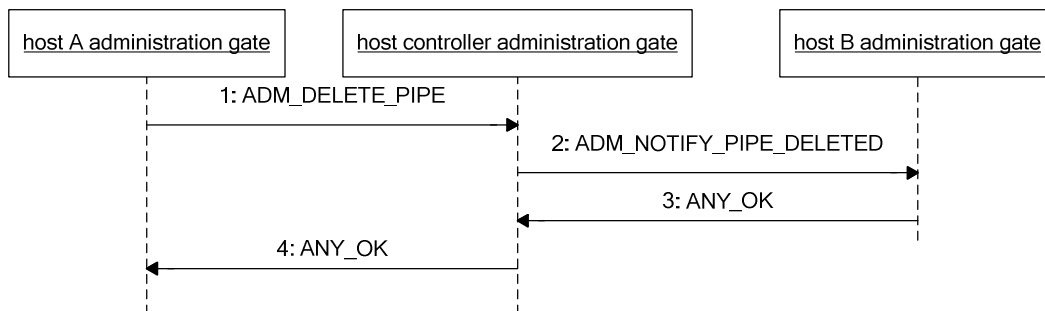 host A administration gate
host controller administration gate
host B administration gate
1: ADM_DELETE_PIPE
2: ADM_NOTIFY_PIPE_DELETED
3: ANY_OK
4: ANY_OK